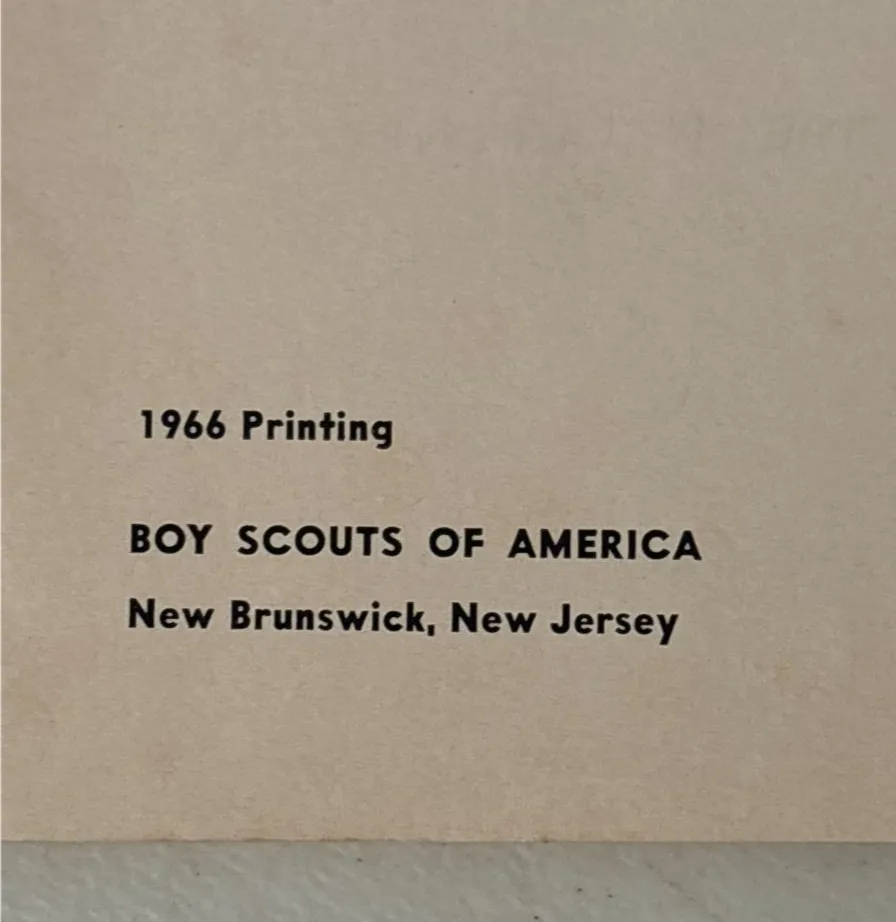 1966 Printing
BOY SCOUTS OF AMERICA
New Brunswick, New Jersey